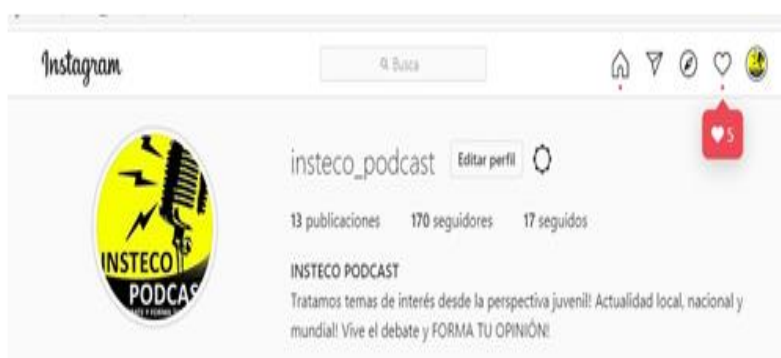 Instagram
Busca
5
insteco_podcast Editar perfil
13 publicaciones 170 seguidores 17 seguidos
INSTECO PODCAST
Tratamos temas de interés desde la perspectiva juvenil! Actualidad local, nacional y
mundial! Vive el debate y FORMA TU OPINIÓN!
INSTECO
PODCAS